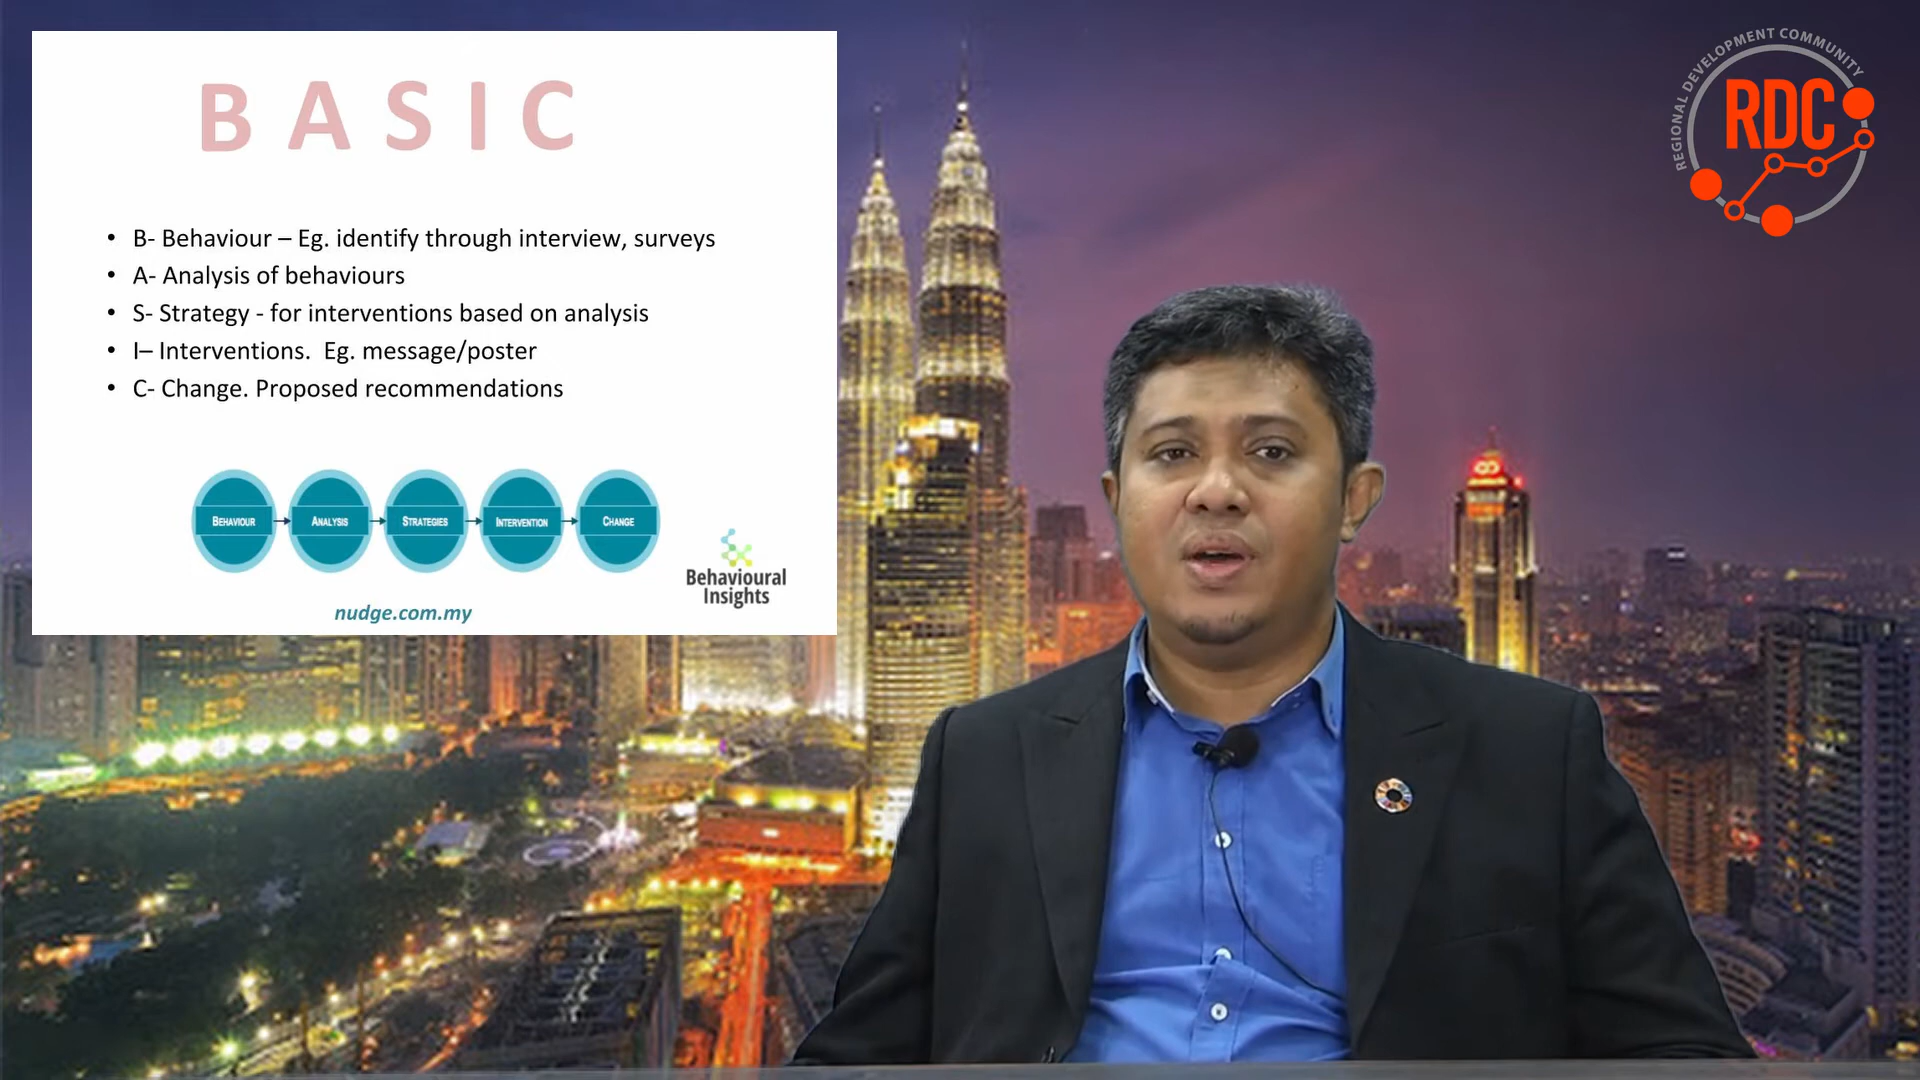 B A S I C
• B- Behaviour – Eg. identify through interview, surveys
• A- Analysis of behaviours
• S- Strategy - for interventions based on analysis
• I– Interventions.  Eg. message/poster
• C- Change. Proposed recommendations
BEHAVIOUR
ANALYSIS
STRATEGIES
INTERVENTION
CHANGE
Behavioural
Insights
nudge.com.my
REGIONAL DEVELOPMENT COMMUNITY
RDC